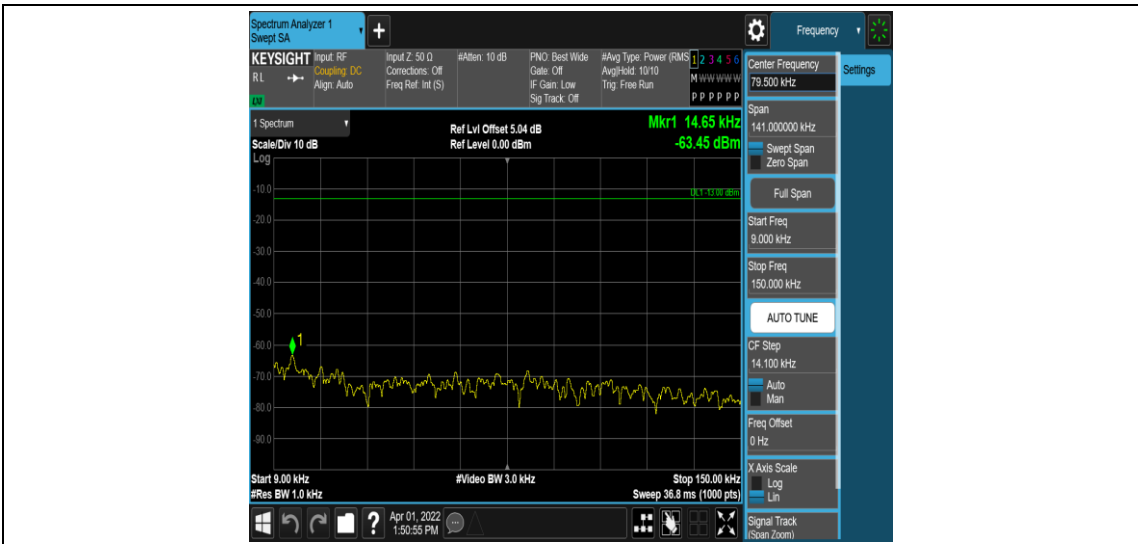 Spectrum Analyzer 1
Swept SA
Frequency
KEYSIGHT
RL
LXI
Input: RF
Coupling: DC
Align: Auto
Input Z: 50 Ω
Corrections: Off
Freq Ref: Int (S)
#Atten: 10 dB
PNO: Best Wide
Gate: Off
IF Gain: Low
Sig Track: Off
#Avg Type: Power (RMS
Avg|Hold: 10/10
Trig: Free Run
1 2 3 4 5 6
M W W W W W
P P P P P P
1 Spectrum
Scale/Div 10 dB
Log
Ref Lvl Offset 5.04 dB
Ref Level 0.00 dBm
Mkr1 14.65 kHz
-63.45 dBm
DL1 -13.00 dBm
-10.0
-20.0
-30.0
-40.0
-50.0
-60.0
-70.0
-80.0
-90.0
1
Start 9.00 kHz
#Res BW 1.0 kHz
#Video BW 3.0 kHz
Stop 150.00 kHz
Sweep 36.8 ms (1000 pts)
Apr 01, 2022
1:50:55 PM
Center Frequency
79.500 kHz
Settings
Span
141.000000 kHz
Swept Span
Zero Span
Full Span
Start Freq
9.000 kHz
Stop Freq
150.000 kHz
AUTO TUNE
CF Step
14.100 kHz
Auto
Man
Freq Offset
0 Hz
X Axis Scale
Log
Lin
Signal Track
(Span Zoom)